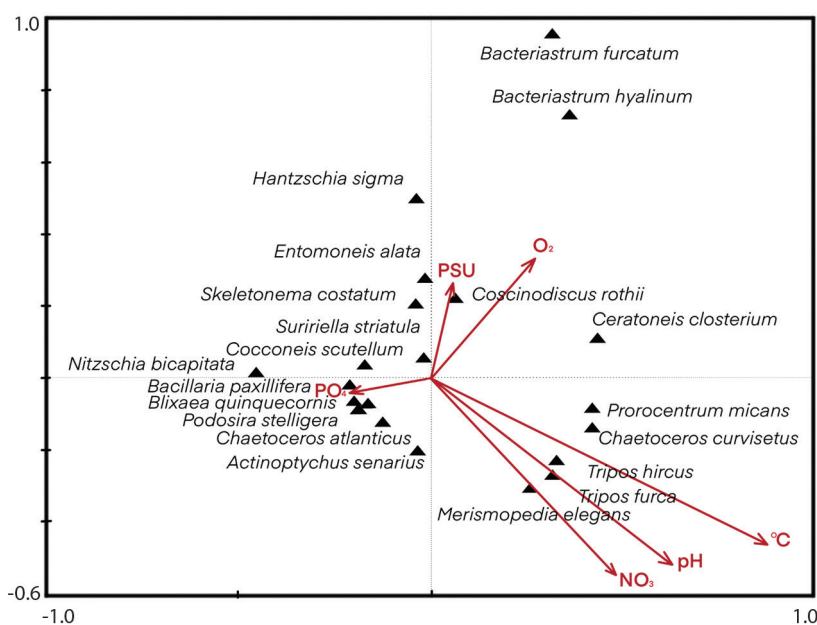 1.0
Bacteriastrum furcatum
Bacteriastrum hyalinum
Hantzschia sigma
O₂
Entomoneis alata
PSU
Skeletonema costatum
Coscinodiscus rothii
Ceratoneis closterium
Suririella striatula
Cocconeis scutellum
Nitzschia bicapitata
Bacillaria paxillifera
PO₄
Blixaea quinquecornis
Prorocentrum micans
Podosira stelligera
Chaetoceros atlanticus
Chaetoceros curvisetus
Actinoptychus senarius
Tripos hircus
Tripos furca
Merismopedia elegans
°C
pH
NO₃
-0.6
-1.0
1.0